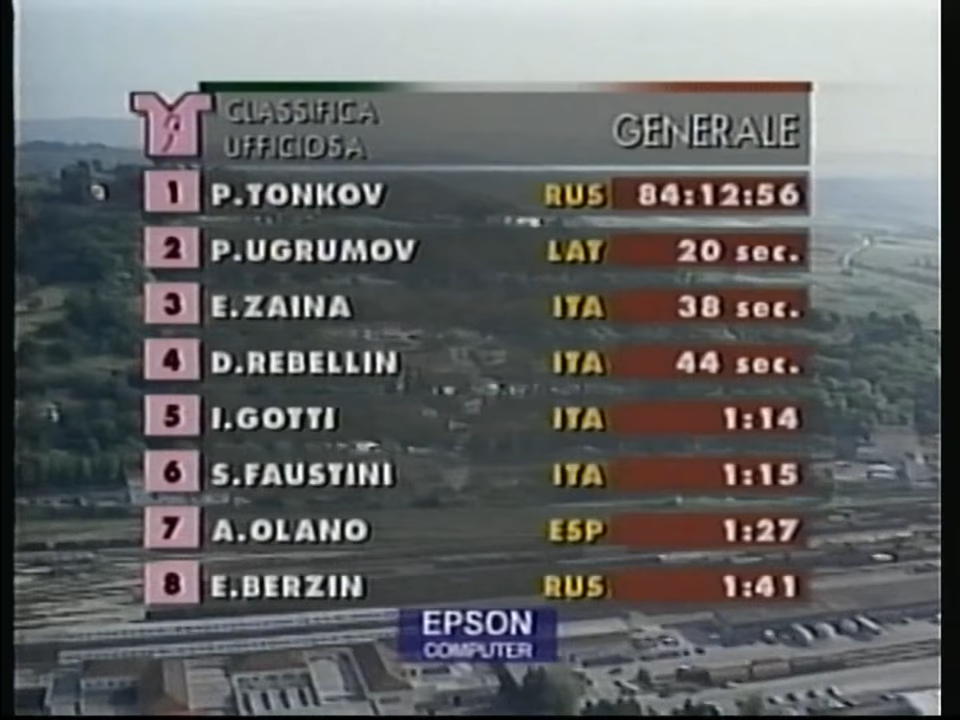 CLASSIFICA
UFFICIOSA
GENERALE
1 P.TONKOV RUS 84:12:56
2 P.UGRUMOV LAT 20 sec.
3 E.ZAINA ITA 38 sec.
4 D.REBELLIN ITA 44 sec.
5 I.GOTTI ITA 1:14
6 S.FAUSTINI ITA 1:15
7 A.OLANO ESP 1:27
8 E.BERZIN RUS 1:41
EPSON
COMPUTER